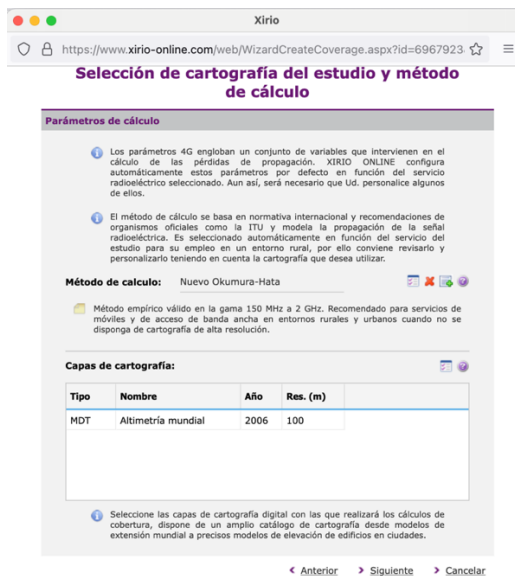 Xirio
https://www.xirio-online.com/web/WizardCreateCoverage.aspx?id=6967923
Selección de cartografía del estudio y método
de cálculo
Parámetros de cálculo
Los parámetros 4G engloban un conjunto de variables que intervienen en el
cálculo de las pérdidas de propagación. XIRIO ONLINE configura
automáticamente estos parámetros por defecto en función del servicio
radioeléctrico seleccionado. Aun así, será necesario que Ud. personalice algunos
de ellos.
El método de cálculo se basa en normativa internacional y recomendaciones de
organismos oficiales como la ITU y modela la propagación de la señal
radioeléctrica. Es seleccionado automáticamente en función del servicio del
estudio para su empleo en un entorno rural, por ello conviene revisarlo y
personalizarlo teniendo en cuenta la cartografía que desea utilizar.
Método de calculo: Nuevo Okumura-Hata
Método empírico válido en la gama 150 MHz a 2 GHz. Recomendado para servicios de
móviles y de acceso de banda ancha en entornos rurales y urbanos cuando no se
disponga de cartografía de alta resolución.
Capas de cartografía:
Tipo Nombre Año Res. (m)
MDT Altimetría mundial 2006 100
Seleccione las capas de cartografía digital con las que realizará los cálculos de
cobertura, dispone de un amplio catálogo de cartografía desde modelos de
extensión mundial a precisos modelos de elevación de edificios en ciudades.
Anterior Siguiente Cancelar